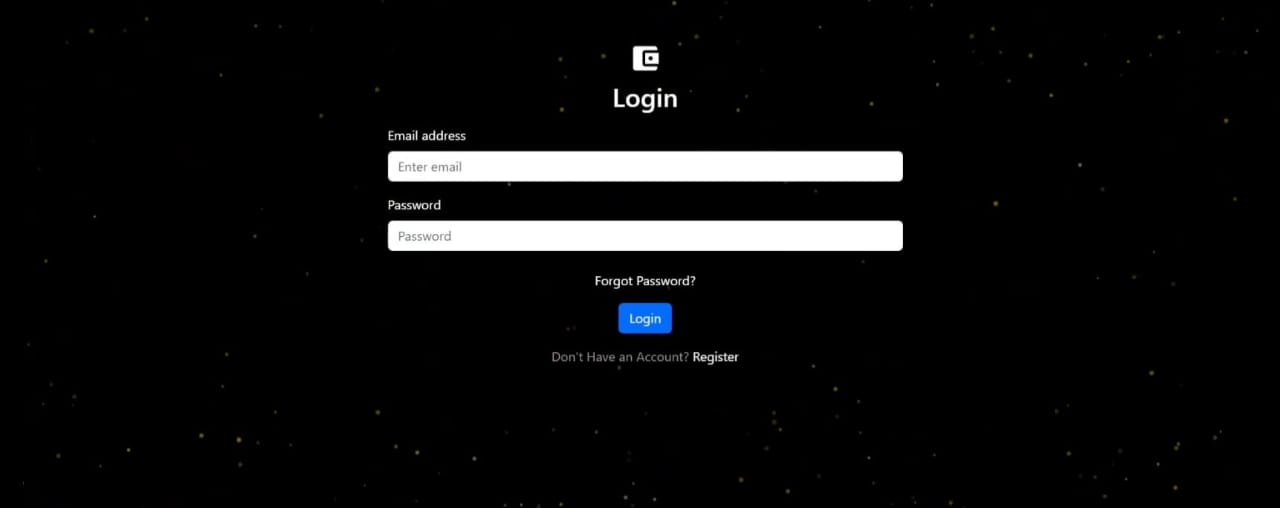 Login
Email address
Enter email
Password
Password
Forgot Password?
Login
Don't Have an Account? Register